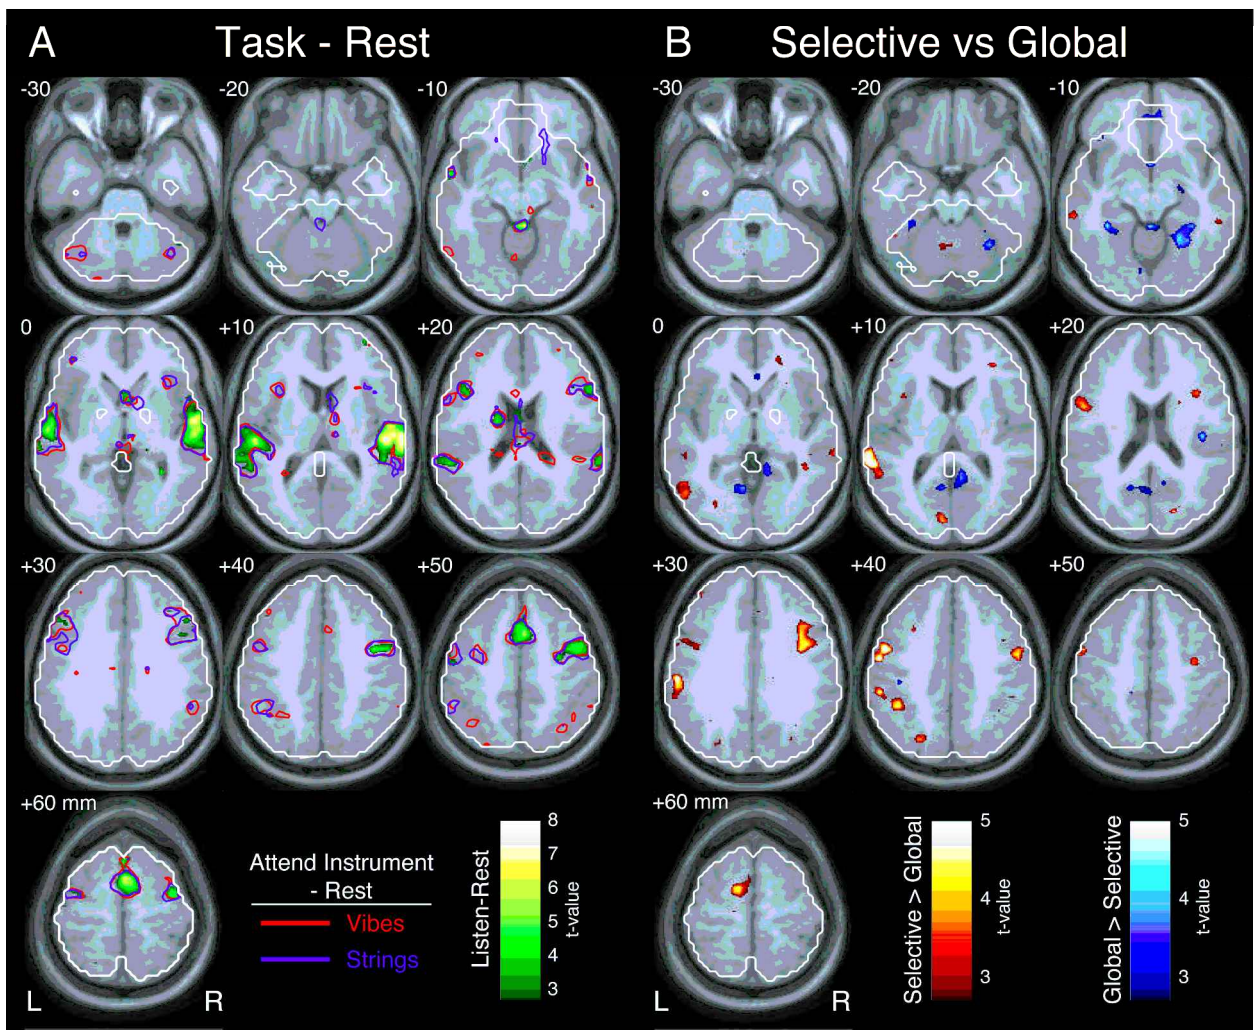 A Task - Rest
B Selective vs Global
-30 -20 -10
-30 -20 -10
0 +10 +20
0 +10 +20
+30 +40 +50
+30 +40 +50
+60 mm
Attend Instrument
- Rest
Vibes
Strings
Listen-Rest
8
7
6
5
4
3
t-value
L R
+60 mm
Selective > Global
5
4
3
t-value
Global > Selective
5
4
3
t-value
L R